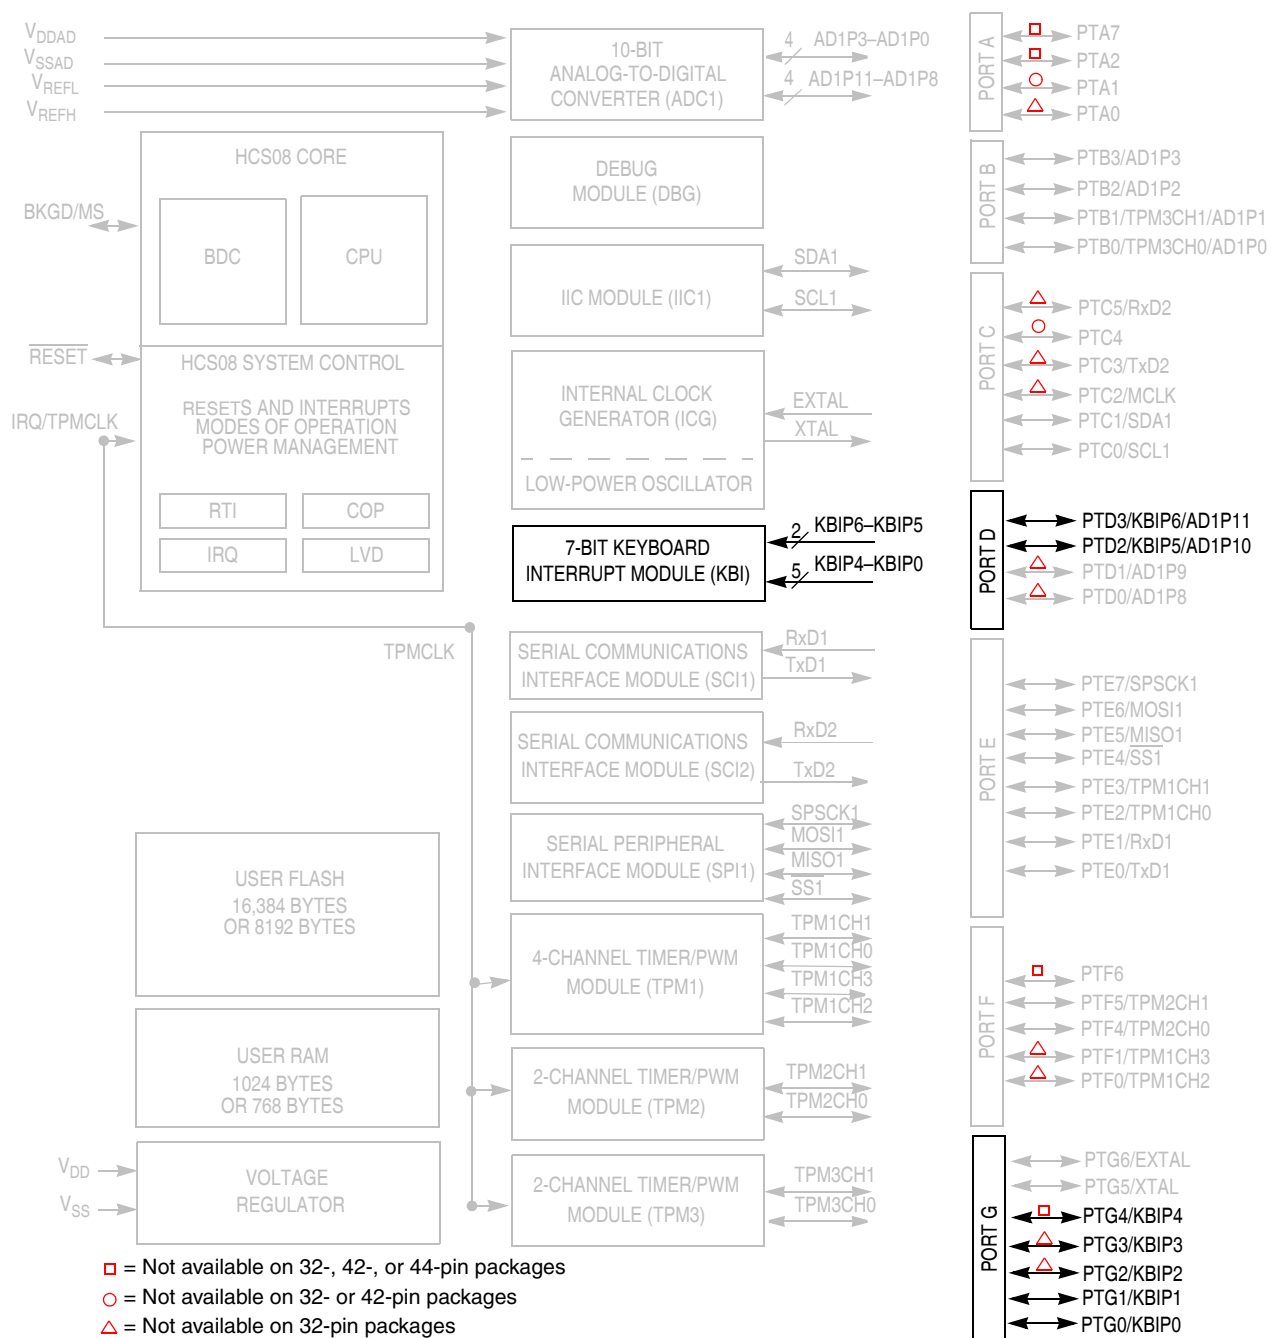 VDDAD
VSSAD
VREFL
VREFH
10-BIT
ANALOG-TO-DIGITAL
CONVERTER (ADC1)
4 AD1P3–AD1P0
4 AD1P11–AD1P8
HCS08 CORE
BDC
CPU
BKGD/MS
RESET
HCS08 SYSTEM CONTROL
RESETS AND INTERRUPTS
MODES OF OPERATION
POWER MANAGEMENT
IRQ/TPMCLK
RTI
COP
IRQ
LVD
TPMCLK
DEBUG
MODULE (DBG)
IIC MODULE (IIC1)
SDA1
SCL1
INTERNAL CLOCK
GENERATOR (ICG)
LOW-POWER OSCILLATOR
EXTAL
XTAL
7-BIT KEYBOARD
INTERRUPT MODULE (KBI)
2 KBIP6–KBIP5
5 KBIP4–KBIP0
SERIAL COMMUNICATIONS
INTERFACE MODULE (SCI1)
RxD1
TxD1
SERIAL COMMUNICATIONS
INTERFACE MODULE (SCI2)
RxD2
TxD2
SERIAL PERIPHERAL
INTERFACE MODULE (SPI1)
SPSCK1
MOSI1
MISO1
SS1
4-CHANNEL TIMER/PWM
MODULE (TPM1)
TPM1CH1
TPM1CH0
TPM1CH3
TPM1CH2
2-CHANNEL TIMER/PWM
MODULE (TPM2)
TPM2CH1
TPM2CH0
2-CHANNEL TIMER/PWM
MODULE (TPM3)
TPM3CH1
TPM3CH0
USER FLASH
16,384 BYTES
OR 8192 BYTES
USER RAM
1024 BYTES
OR 768 BYTES
VDD
VSS
VOLTAGE
REGULATOR
PORT A
PTA7
PTA2
PTA1
PTA0
PORT B
PTB3/AD1P3
PTB2/AD1P2
PTB1/TPM3CH1/AD1P1
PTB0/TPM3CH0/AD1P0
PORT C
PTC5/RxD2
PTC4
PTC3/TxD2
PTC2/MCLK
PTC1/SDA1
PTC0/SCL1
PORT D
PTD3/KBIP6/AD1P11
PTD2/KBIP5/AD1P10
PTD1/AD1P9
PTD0/AD1P8
PORT E
PTE7/SPSCK1
PTE6/MOSI1
PTE5/MISO1
PTE4/SS1
PTE3/TPM1CH1
PTE2/TPM1CH0
PTE1/RxD1
PTE0/TxD1
PORT F
PTF6
PTF5/TPM2CH1
PTF4/TPM2CH0
PTF1/TPM1CH3
PTF0/TPM1CH2
PORT G
PTG6/EXTAL
PTG5/XTAL
PTG4/KBIP4
PTG3/KBIP3
PTG2/KBIP2
PTG1/KBIP1
PTG0/KBIP0
= Not available on 32-, 42-, or 44-pin packages
= Not available on 32- or 42-pin packages
= Not available on 32-pin packages